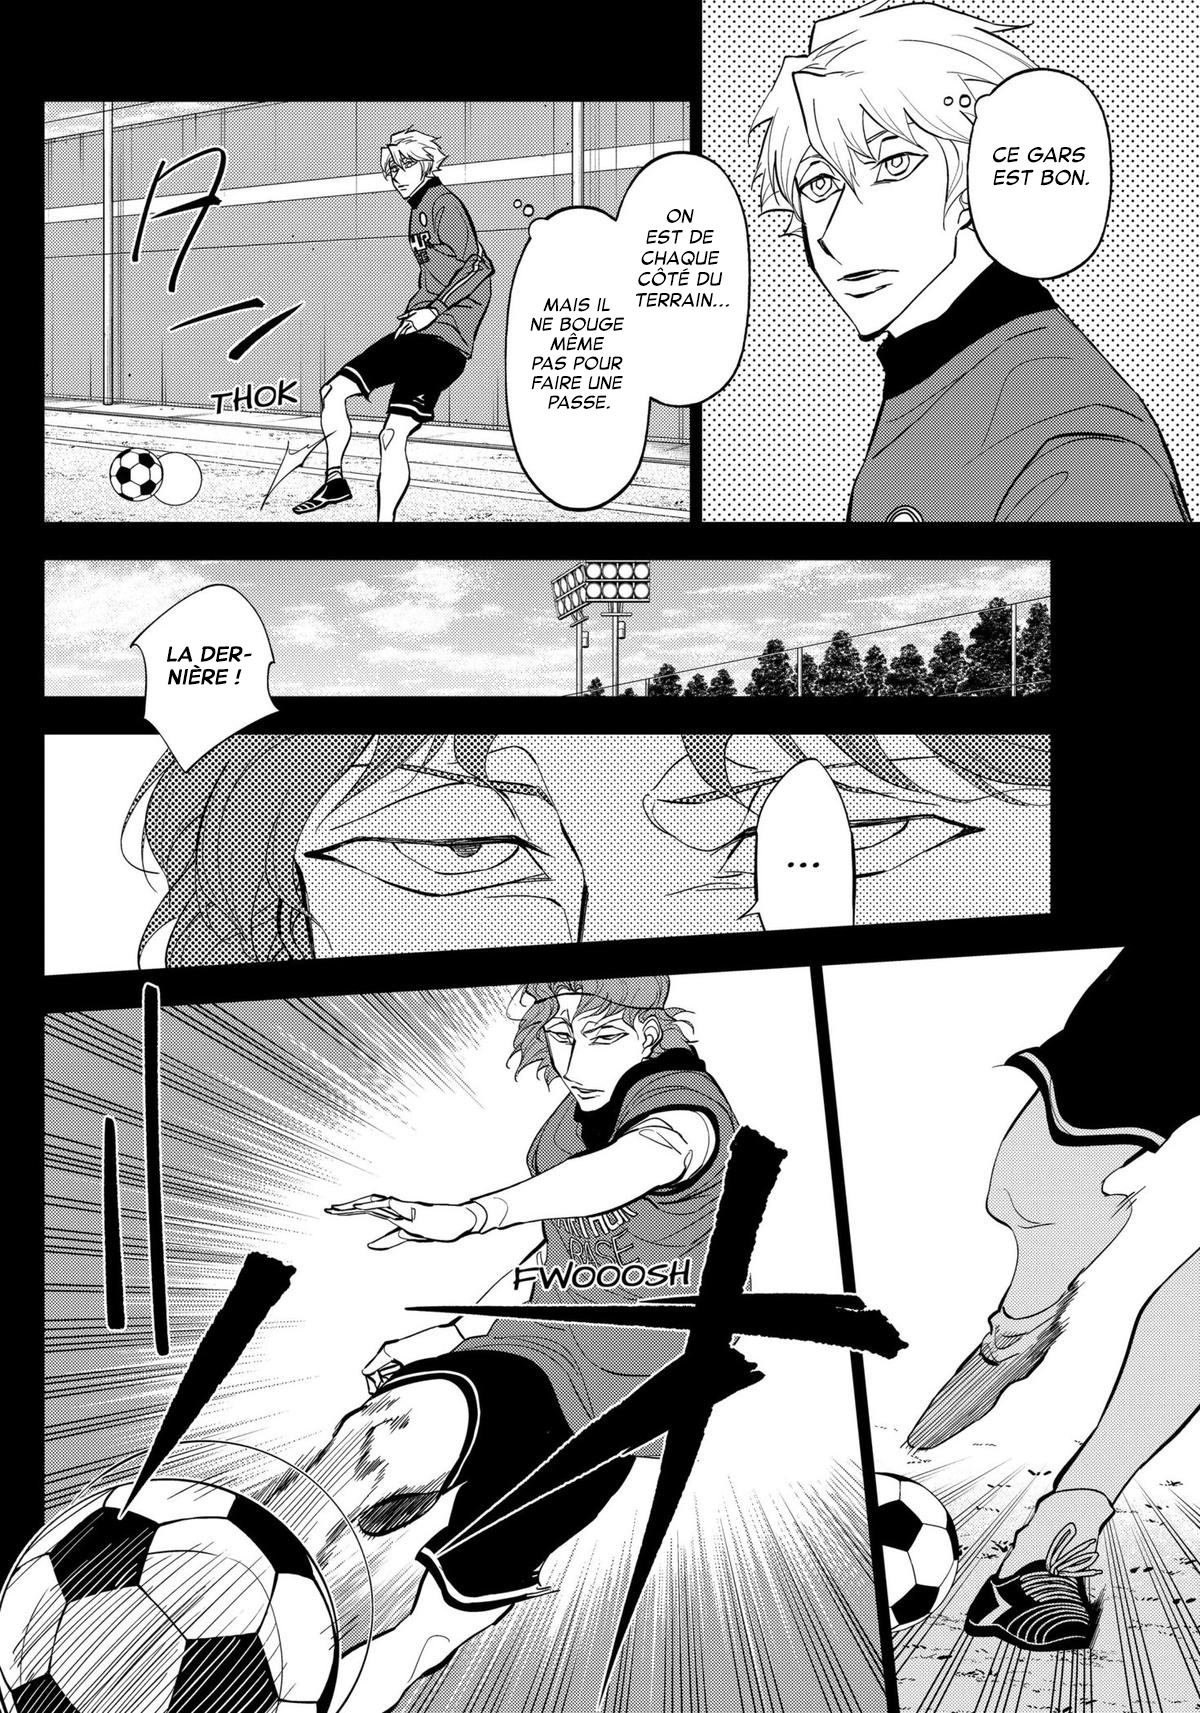 CE GARS
EST BON.
ON
EST DE
CHAQUE
CÔTÉ DU
TERRAIN...
MAIS IL
NE BOUGE
MÊME
PAS POUR
FAIRE UNE
PASSE.
THOK
LA DER-
NIÈRE !
...
FWOOOSH